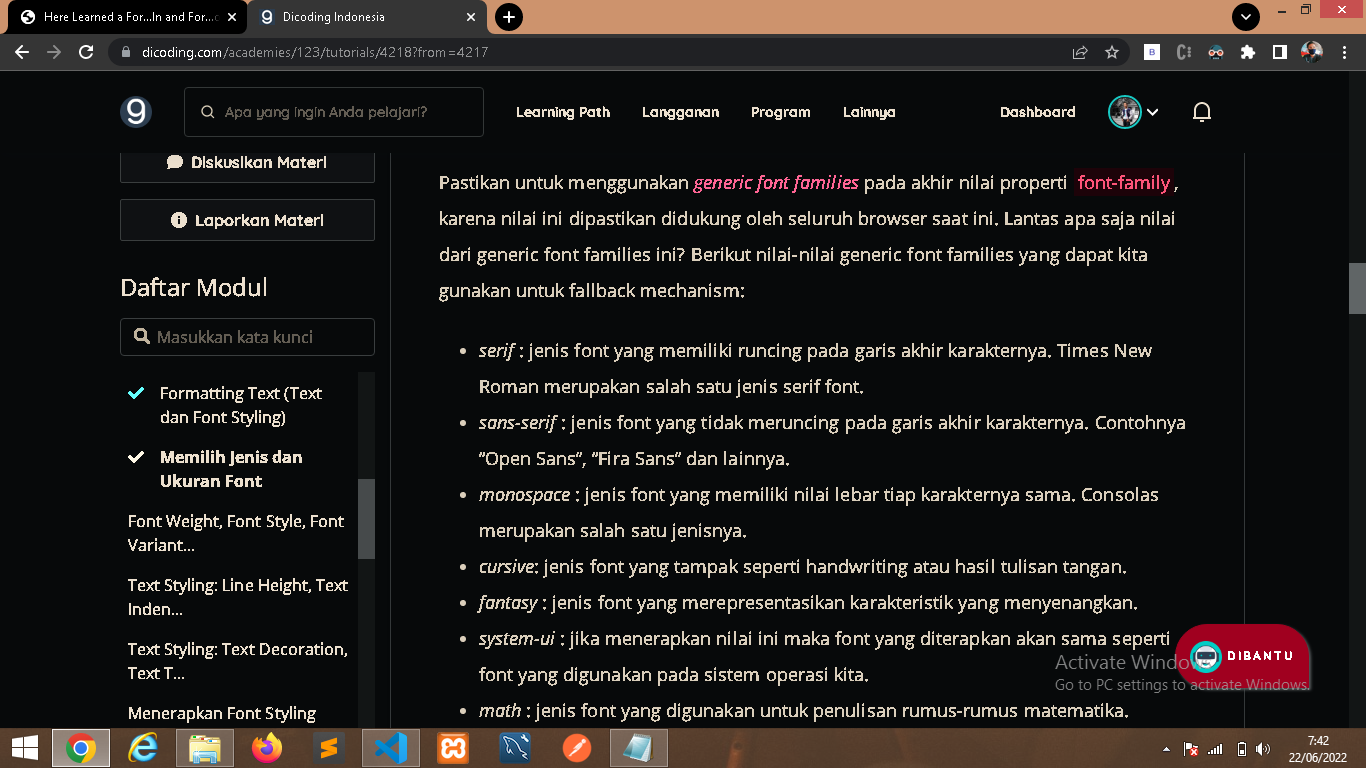 Here Learned a For...In and For...
Dicoding Indonesia
dicoding.com/academies/123/tutorials/4218?from=4217
Apa yang ingin Anda pelajari?
Learning Path
Langganan
Program
Lainnya
Dashboard
Diskusikan Materi
Laporkan Materi
Daftar Modul
Masukkan kata kunci
Formatting Text (Text
dan Font Styling)
Memilih Jenis dan
Ukuran Font
Font Weight, Font Style, Font
Variant...
Text Styling: Line Height, Text
Inden...
Text Styling: Text Decoration,
Text T...
Menerapkan Font Styling
Pastikan untuk menggunakan generic font families pada akhir nilai properti font-family,
karena nilai ini dipastikan didukung oleh seluruh browser saat ini. Lantas apa saja nilai
dari generic font families ini? Berikut nilai-nilai generic font families yang dapat kita
gunakan untuk fallback mechanism:
• serif : jenis font yang memiliki runcing pada garis akhir karakternya. Times New
Roman merupakan salah satu jenis serif font.
• sans-serif : jenis font yang tidak meruncing pada garis akhir karakternya. Contohnya
“Open Sans”, “Fira Sans” dan lainnya.
• monospace : jenis font yang memiliki nilai lebar tiap karakternya sama. Consolas
merupakan salah satu jenisnya.
• cursive: jenis font yang tampak seperti handwriting atau hasil tulisan tangan.
• fantasy : jenis font yang merepresentasikan karakteristik yang menyenangkan.
• system-ui : jika menerapkan nilai ini maka font yang diterapkan akan sama seperti
font yang digunakan pada sistem operasi kita.
• math : jenis font yang digunakan untuk penulisan rumus-rumus matematika.
DIBANTU
Activate Windo
Go to PC settings to activate Windows.
7:42
22/06/2022